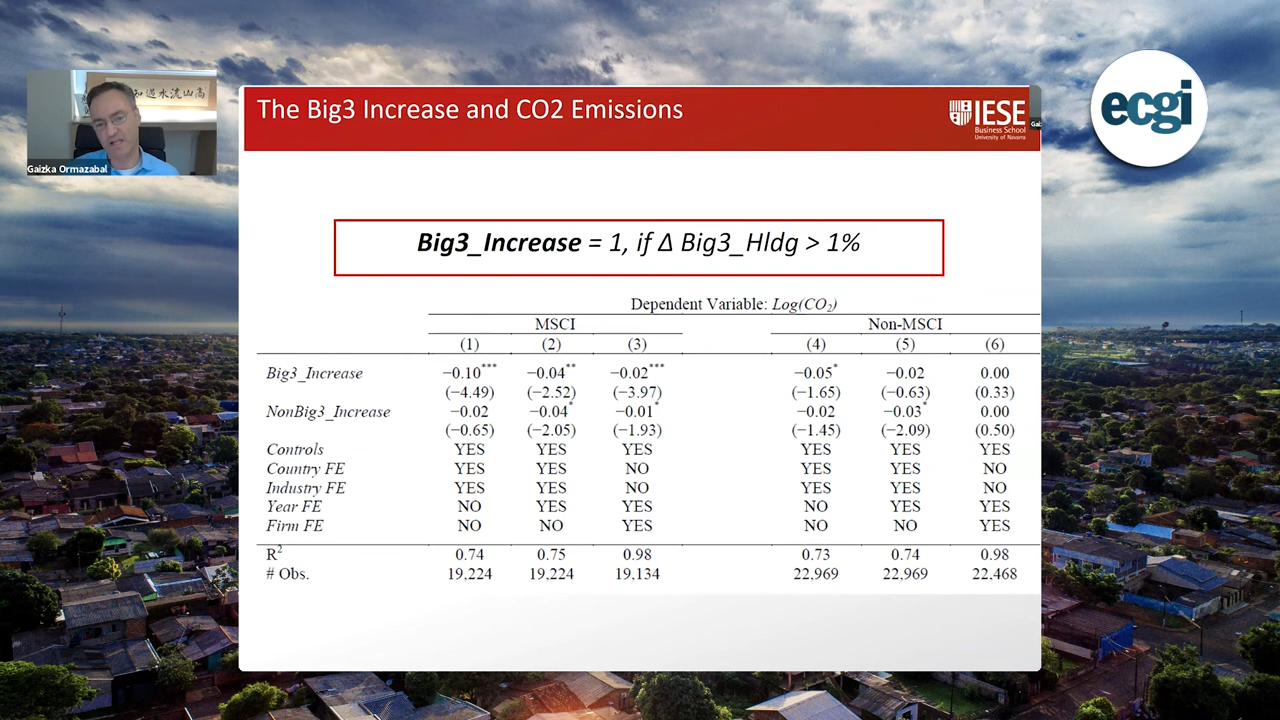 The Big3 Increase and CO2 Emissions
IESE
Business School
University of Navarra
ecgi
高山流水遇知
Gaizka Ormazabal
Big3_Increase = 1, if Δ Big3_Hldg > 1%
Dependent Variable: Log(CO₂)
MSCI Non-MSCI
(1) (2) (3) (4) (5) (6)
Big3_Increase −0.10*** −0.04** −0.02*** −0.05* −0.02 0.00
(−4.49) (−2.52) (−3.97) (−1.65) (−0.63) (0.33)
NonBig3_Increase −0.02 −0.04* −0.01* −0.02 −0.03* 0.00
(−0.65) (−2.05) (−1.93) (−1.45) (−2.09) (0.50)
Controls YES YES YES YES YES YES
Country FE YES YES NO YES YES NO
Industry FE YES YES NO YES YES NO
Year FE NO YES YES NO YES YES
Firm FE NO NO YES NO NO YES
R² 0.74 0.75 0.98 0.73 0.74 0.98
# Obs. 19,224 19,224 19,134 22,969 22,969 22,468